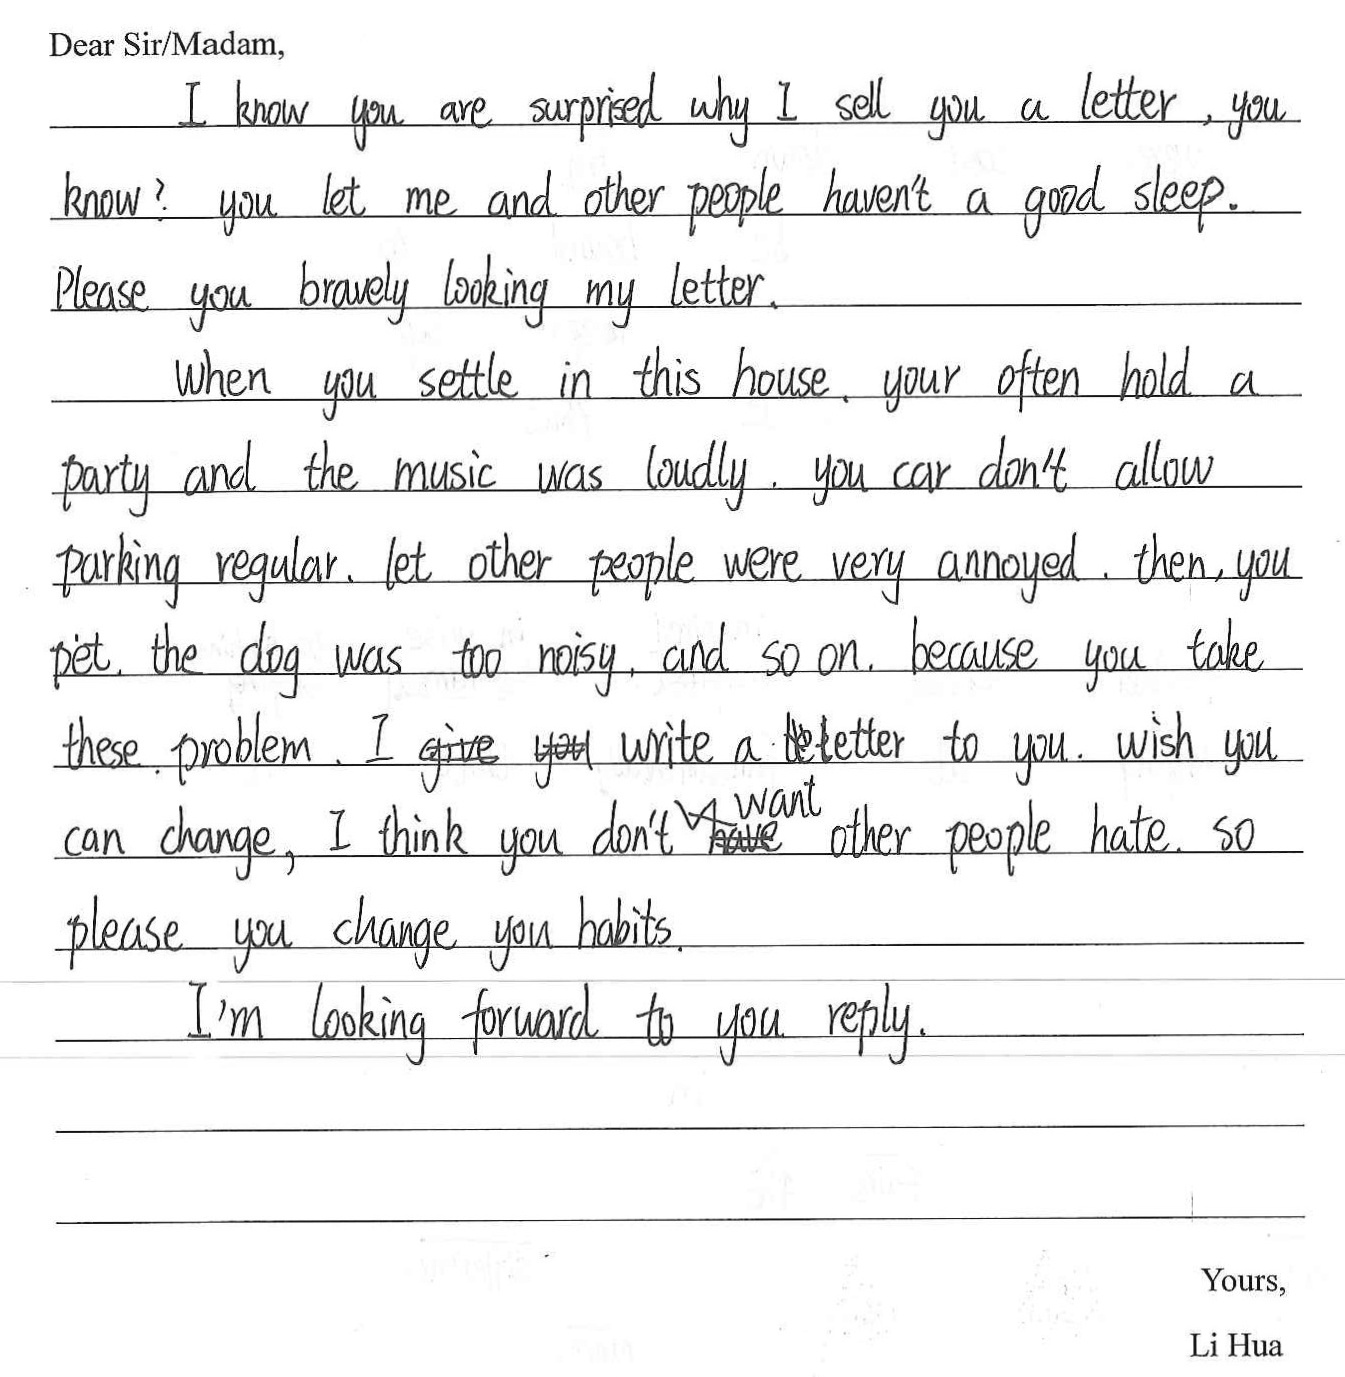 Dear Sir/Madam,
I know you are surprised why I sell you a letter, you
know? you let me and other people haven't a good sleep.
Please you bravely looking my letter.
When you settle in this house. your often hold a
party and the music was loudly. you car don't allow
parking regular. let other people were very annoyed. then, you
pet. the dog was too noisy, and so on. because you take
these problem. I give you write a letter to you. wish you
can change, I think you don't want have other people hate. so
please you change you habits.
I'm looking forward to you reply.
Yours,
Li Hua